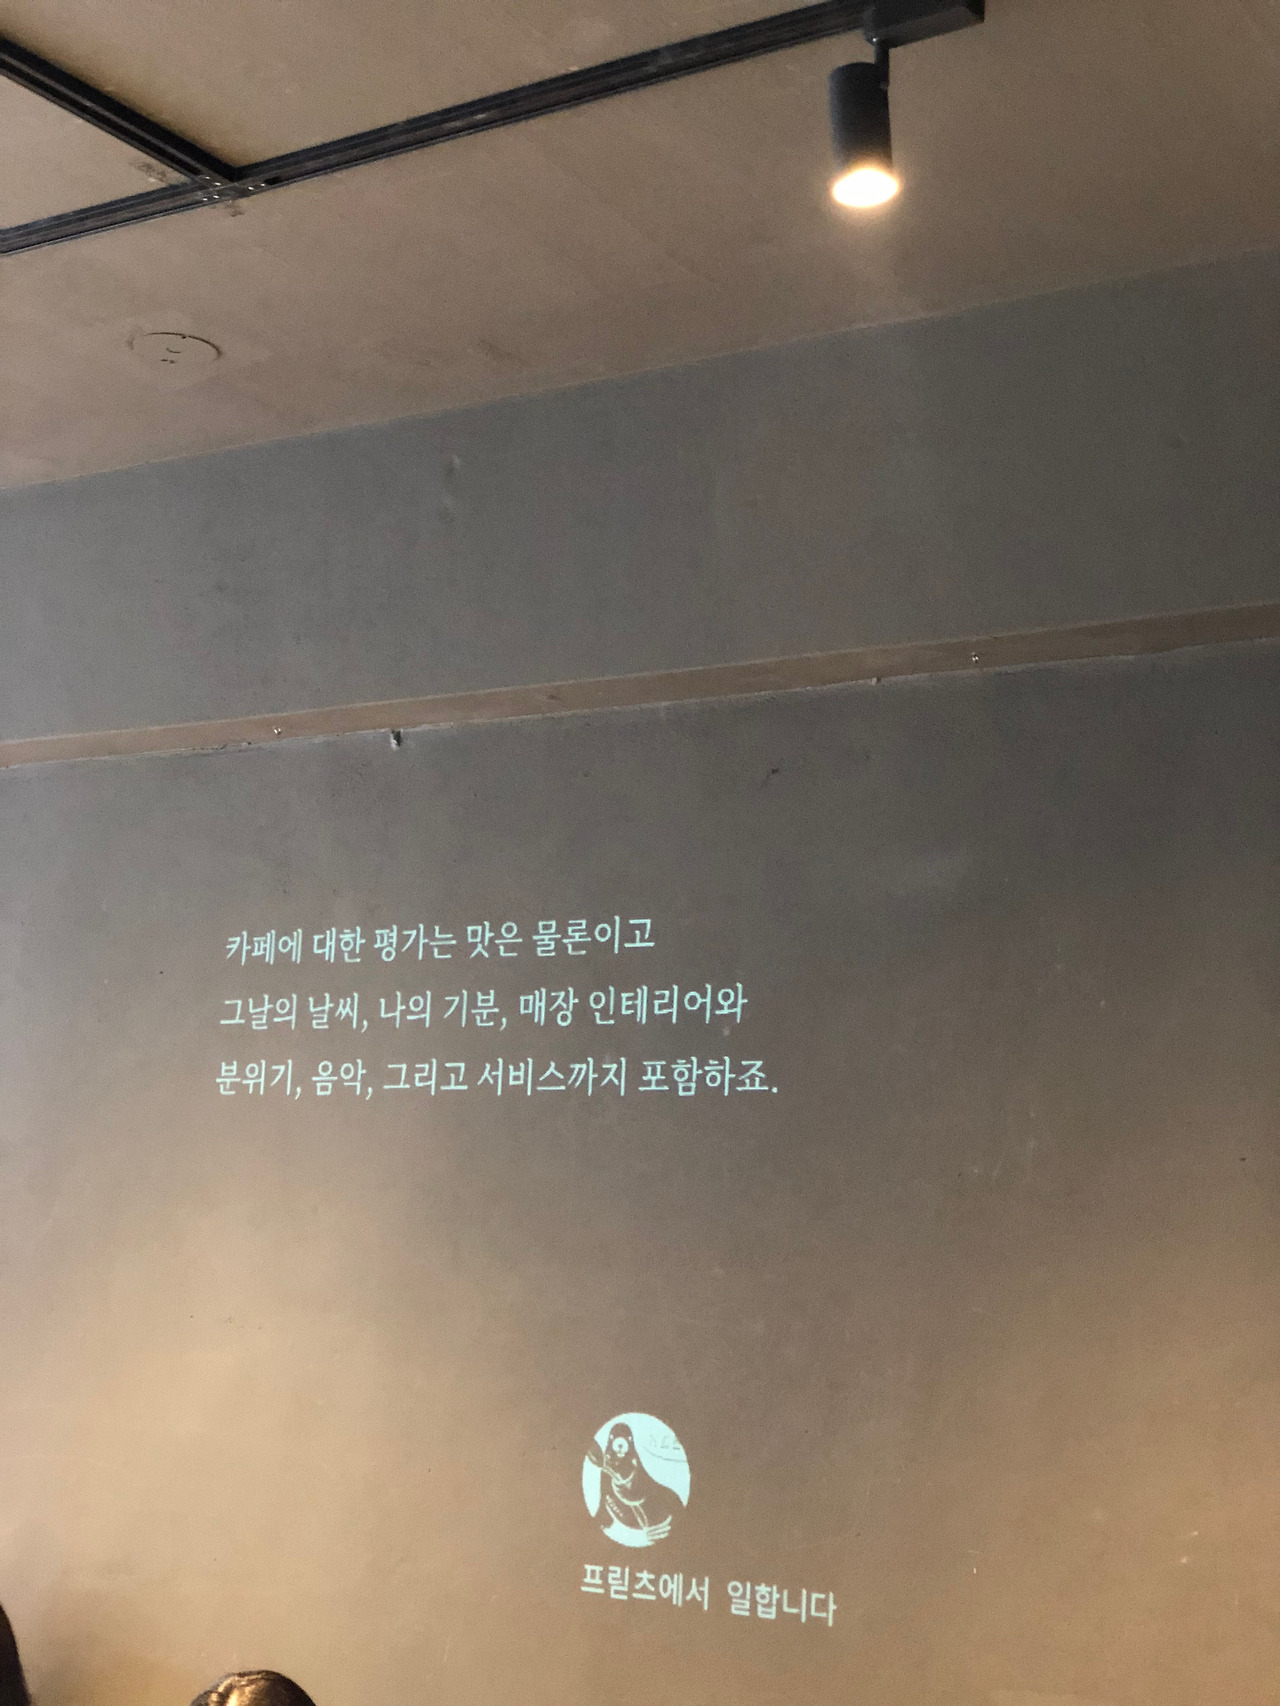 카페에 대한 평가는 맛은 물론이고
그날의 날씨, 나의 기분, 매장 인테리어와
분위기, 음악, 그리고 서비스까지 포함하죠.
프릳츠에서 일합니다